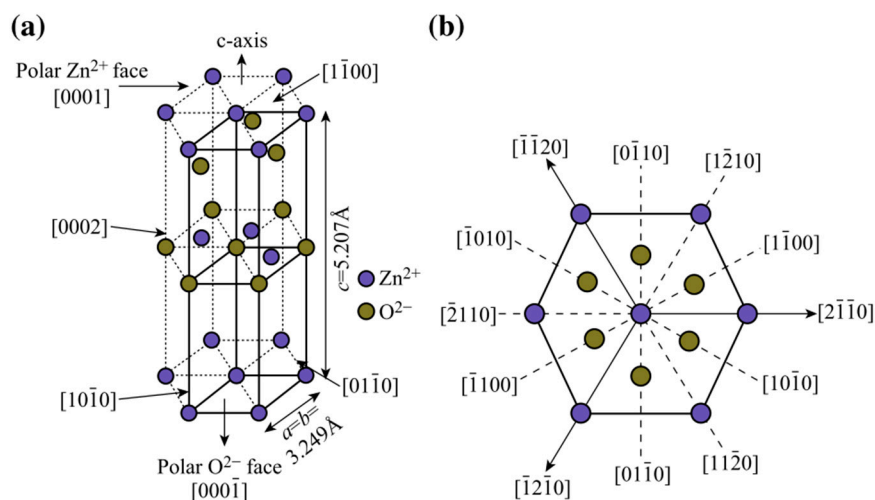 (a)
c-axis
Polar Zn²⁺ face
[0001]
[11̄00]
[0002]
c=5.207Å
Zn²⁺
O²⁻
[101̄0]
[011̄0]
a=b=
3.249Å
Polar O²⁻ face
[0001̄]
(b)
[1̄1̄20]
[01̄10]
[12̄10]
[1̄010]
[11̄00]
[2̄110]
[21̄1̄0]
[1̄100]
[101̄0]
[1̄21̄0]
[011̄0]
[112̄0]